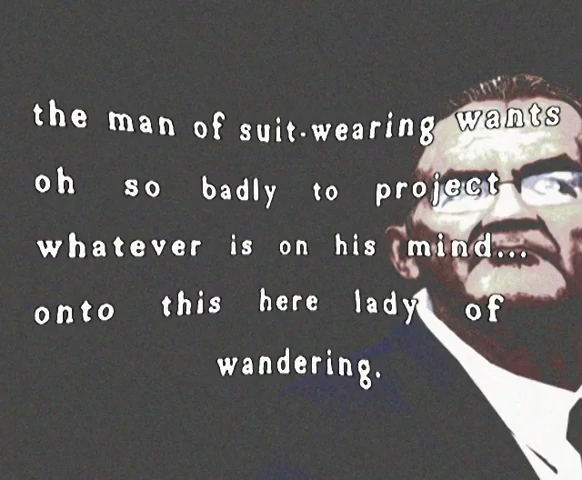 the man of suit-wearing wants
oh so badly to project
whatever is on his mind...
onto this here lady of
wandering.